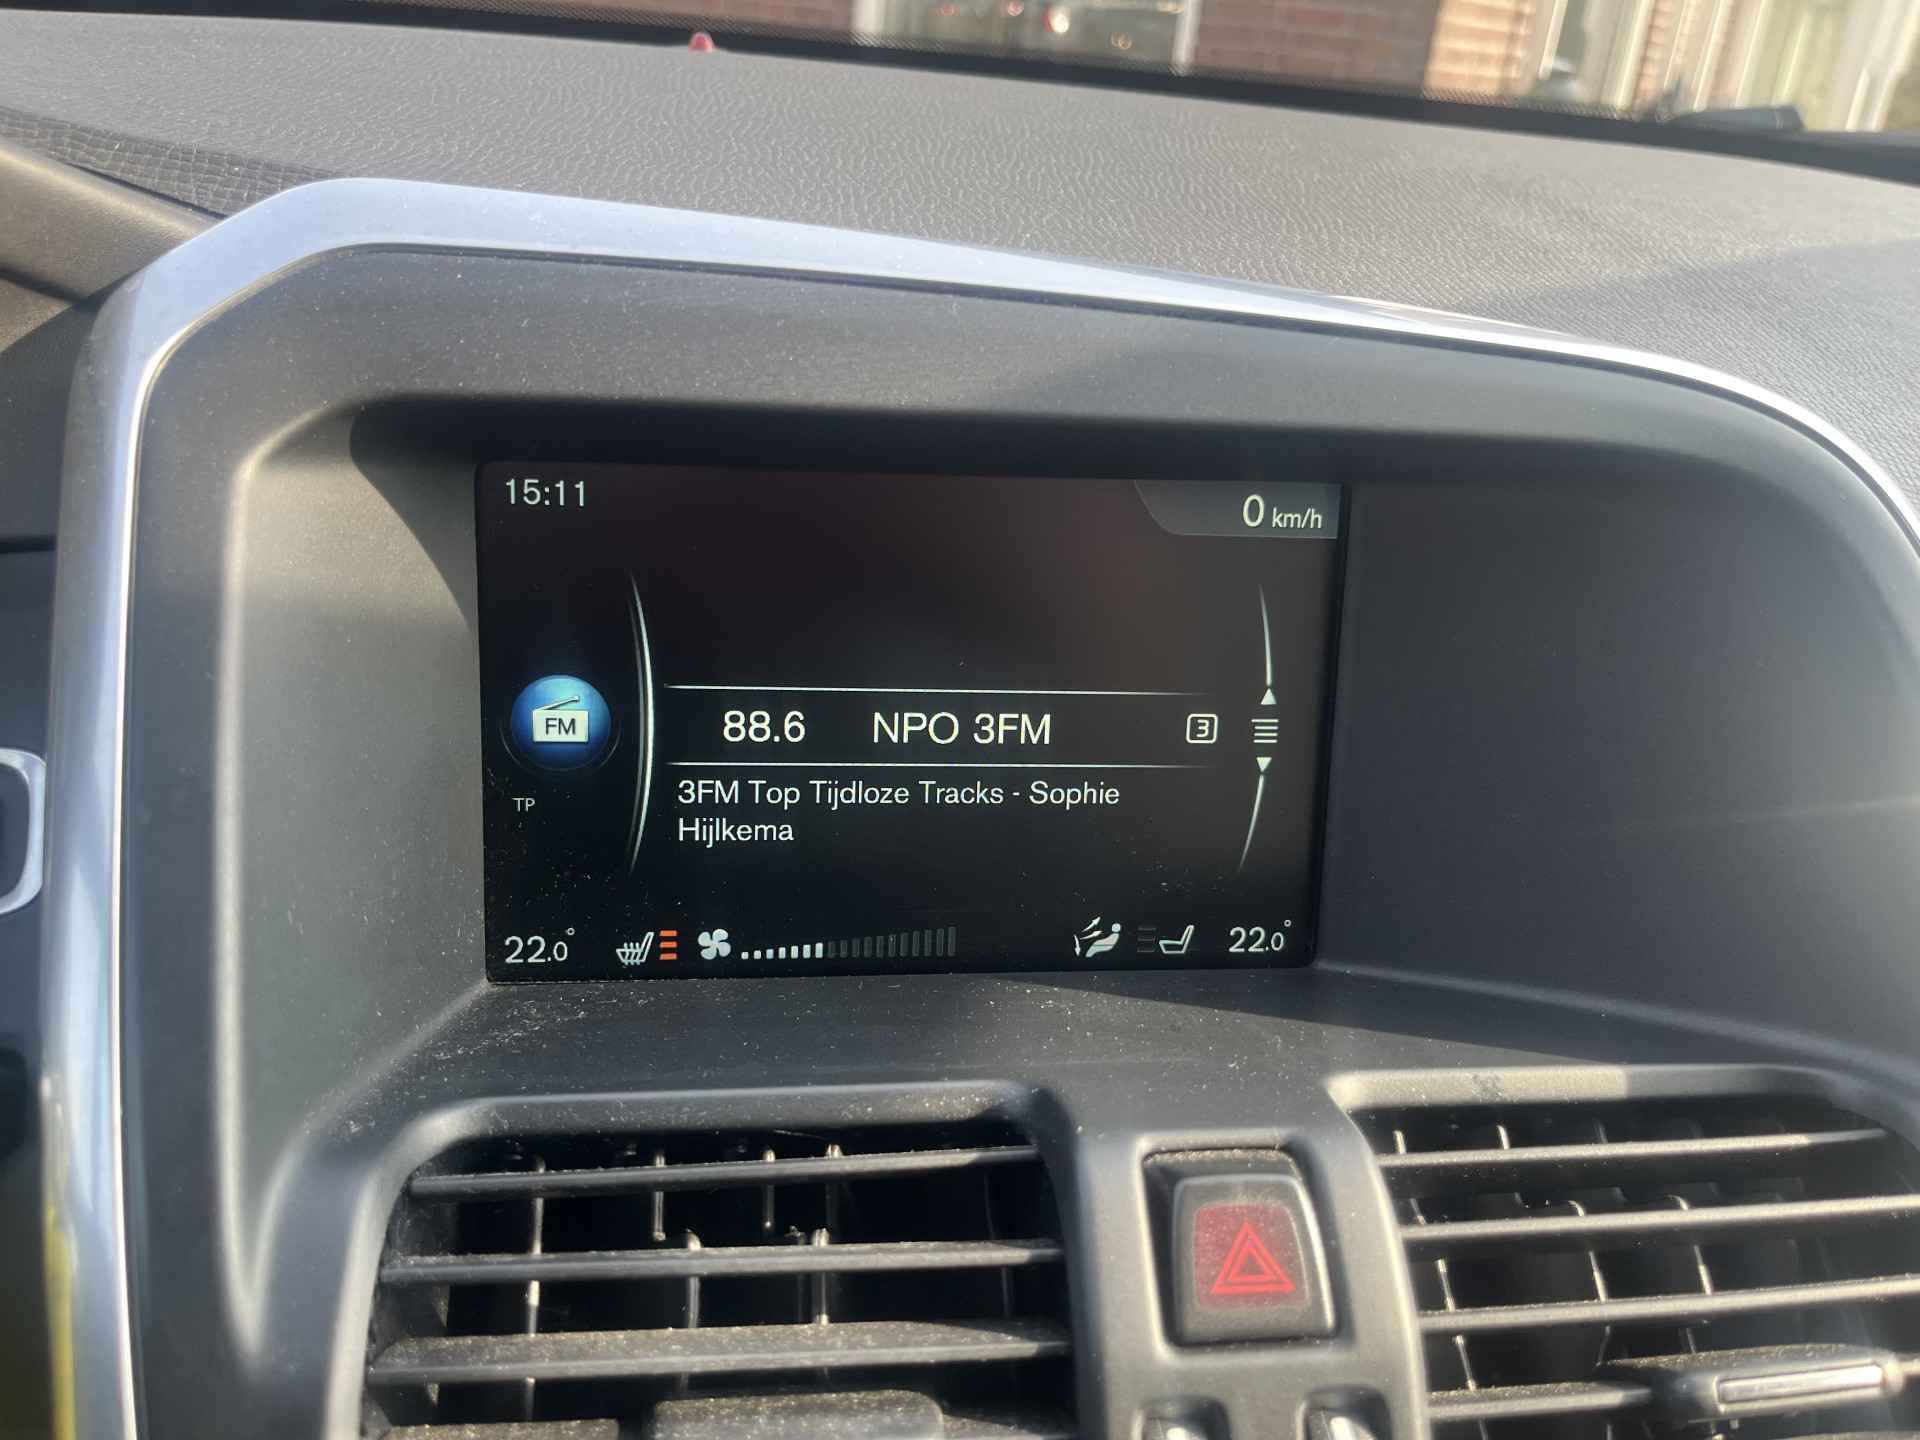 15:11
0 km/h
FM
88.6 NPO 3FM 3
TP
3FM Top Tijdloze Tracks - Sophie
Hijlkema
22.0° 22.0°